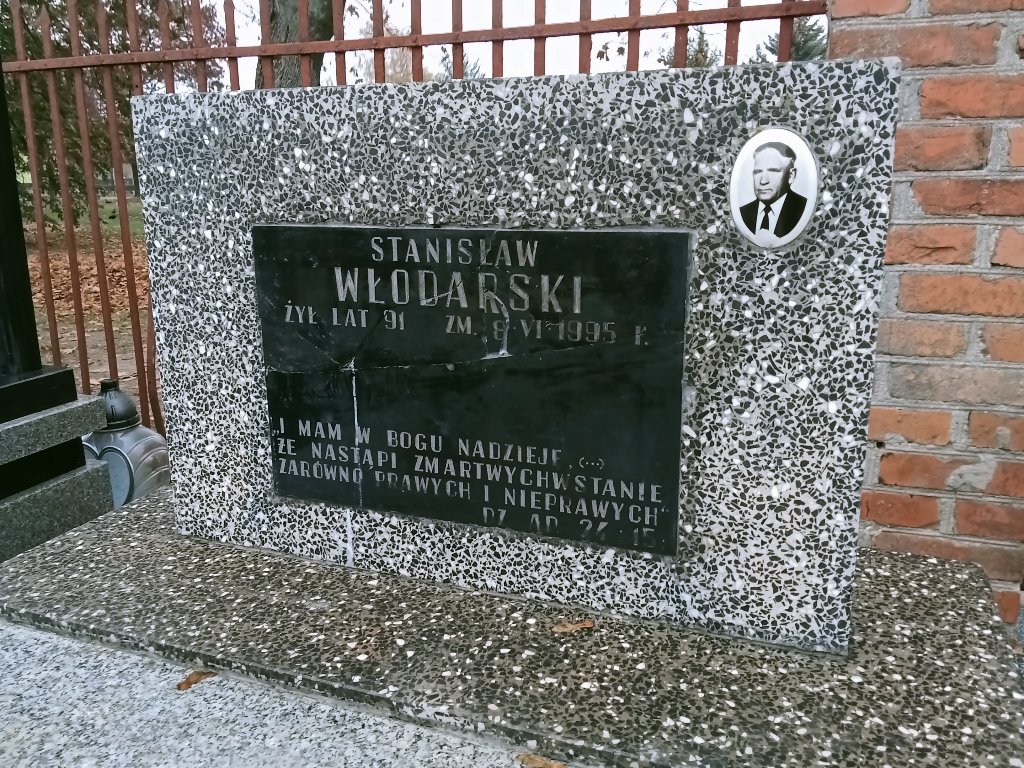 STANISŁAW
WŁODARSKI
ŻYŁ LAT 91 ZM. 8 VI 1995 r.
„I MAM W BOGU NADZIEJĘ, (...)
ŻE NASTĄPI ZMARTWYCHWSTANIE
ZARÓWNO PRAWYCH I NIEPRAWYCH"
DZ. AP. 24, 15